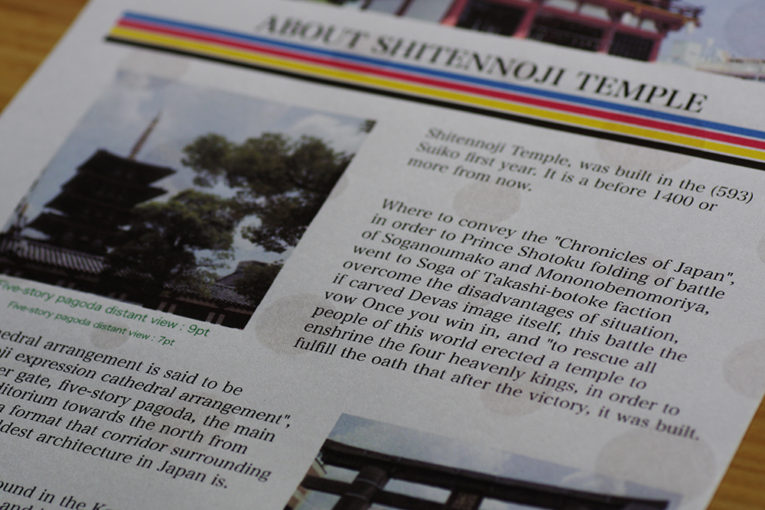 ABOUT SHITENNOJI TEMPLE
Shitennoji Temple, was built in the (593)
Suiko first year. It is a before 1400 or
more from now.
Where to convey the "Chronicles of Japan",
in order to Prince Shotoku folding of battle
of Soganoumako and Mononobenomoriya,
went to Soga of Takashi-botoke faction
overcome the disadvantages of situation,
if carved Devas image itself, this battle the
vow Once you win in, and "to rescue all
people of this world erected a temple to
enshrine the four heavenly kings, in order to
fulfill the oath that after the victory, it was built.
Five-story pagoda distant view : 9pt
Five-story pagoda distant view : 7pt
hedral arrangement is said to be
ji expression cathedral arrangement",
er gate, five-story pagoda, the main
ditorium towards the north from
a format that corridor surrounding
ldest architecture in Japan is.
ound in the